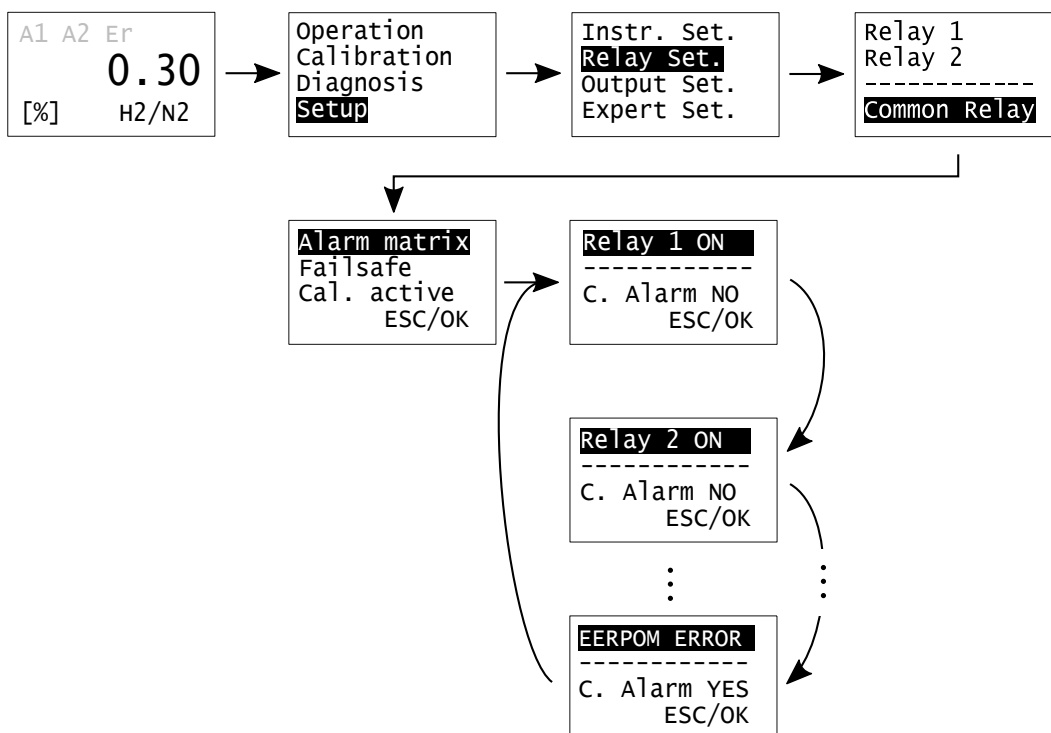 A1 A2 Er
0.30
[%] H2/N2
Operation
Calibration
Diagnosis
Setup
Instr. Set.
Relay Set.
Output Set.
Expert Set.
Relay 1
Relay 2
-------------
Common Relay
Alarm matrix
Failsafe
Cal. active
ESC/OK
Relay 1 ON
------------
C. Alarm NO
ESC/OK
Relay 2 ON
------------
C. Alarm NO
ESC/OK
EERPOM ERROR
------------
C. Alarm YES
ESC/OK